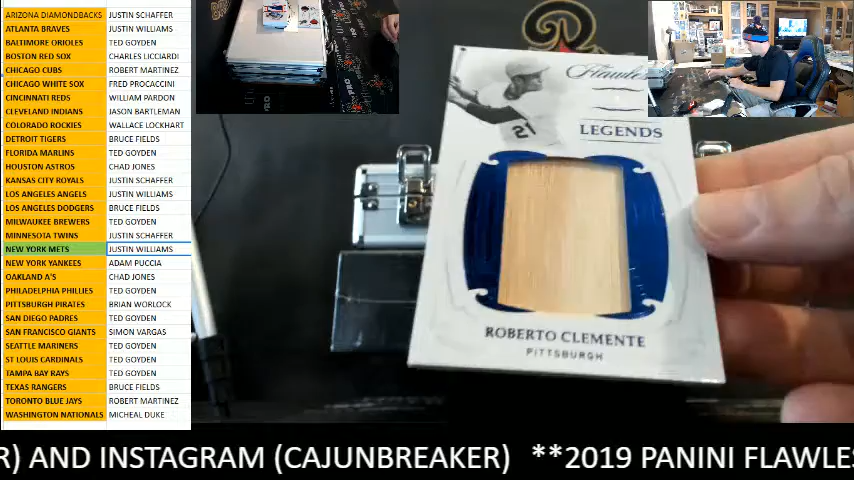 ARIZONA DIAMONDBACKS JUSTIN SCHAFFER
ATLANTA BRAVES JUSTIN WILLIAMS
BALTIMORE ORIOLES TED GOYDEN
BOSTON RED SOX CHARLES LICCIARDI
CHICAGO CUBS ROBERT MARTINEZ
CHICAGO WHITE SOX FRED PROCACCINI
CINCINNATI REDS WILLIAM PARDON
CLEVELAND INDIANS JASON BARTLEMAN
COLORADO ROCKIES WALLACE LOCKHART
DETROIT TIGERS BRUCE FIELDS
FLORIDA MARLINS TED GOYDEN
HOUSTON ASTROS CHAD JONES
KANSAS CITY ROYALS JUSTIN SCHAFFER
LOS ANGELES ANGELS JUSTIN WILLIAMS
LOS ANGELES DODGERS BRUCE FIELDS
MILWAUKEE BREWERS TED GOYDEN
MINNESOTA TWINS JUSTIN SCHAFFER
NEW YORK METS JUSTIN WILLIAMS
NEW YORK YANKEES ADAM PUCCIA
OAKLAND A'S CHAD JONES
PHILADELPHIA PHILLIES TED GOYDEN
PITTSBURGH PIRATES BRIAN WORLOCK
SAN DIEGO PADRES TED GOYDEN
SAN FRANCISCO GIANTS SIMON VARGAS
SEATTLE MARINERS TED GOYDEN
ST LOUIS CARDINALS TED GOYDEN
TAMPA BAY RAYS TED GOYDEN
TEXAS RANGERS BRUCE FIELDS
TORONTO BLUE JAYS ROBERT MARTINEZ
WASHINGTON NATIONALS MICHEAL DUKE
21
LEGENDS
ROBERTO CLEMENTE
PITTSBURGH
R) AND INSTAGRAM (CAJUNBREAKER) **2019 PANINI FLAWLES